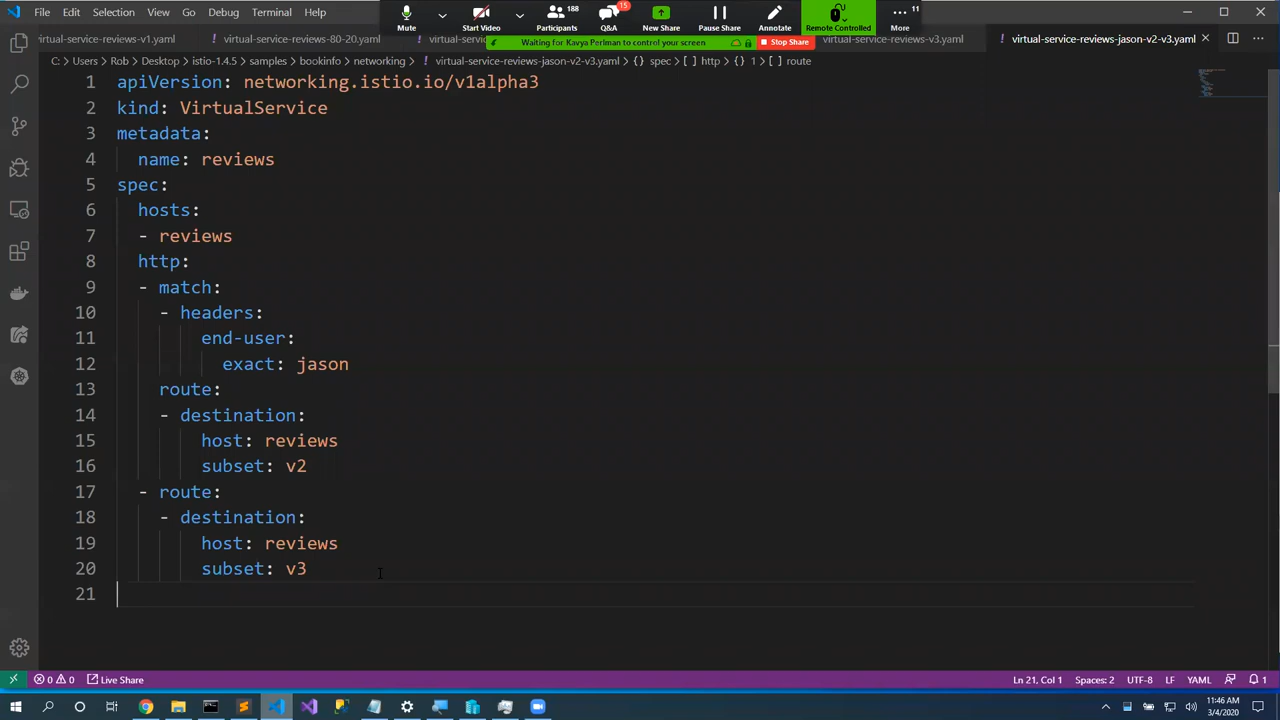 File Edit Selection View Go Debug Terminal Help
Mute Start Video 188 Participants 15 Q&A New Share Pause Share Annotate Remote Controlled 11 More
Waiting for Kavya Perlman to control your screen Stop Share
virtual-service-reviews-80-20.yaml virtual-service-reviews-v3.yaml ! virtual-service-reviews-jason-v2-v3.yaml
C: > Users > Rob > Desktop > istio-1.4.5 > samples > bookinfo > networking > ! virtual-service-reviews-jason-v2-v3.yaml > {} spec > [ ] http > {} 1 > [ ] route
1 apiVersion: networking.istio.io/v1alpha3
2 kind: VirtualService
3 metadata:
4 name: reviews
5 spec:
6 hosts:
7 - reviews
8 http:
9 - match:
10 - headers:
11 end-user:
12 exact: jason
13 route:
14 - destination:
15 host: reviews
16 subset: v2
17 - route:
18 - destination:
19 host: reviews
20 subset: v3
21
0 0 Live Share Ln 21, Col 1 Spaces: 2 UTF-8 LF YAML 1
11:46 AM
3/4/2020